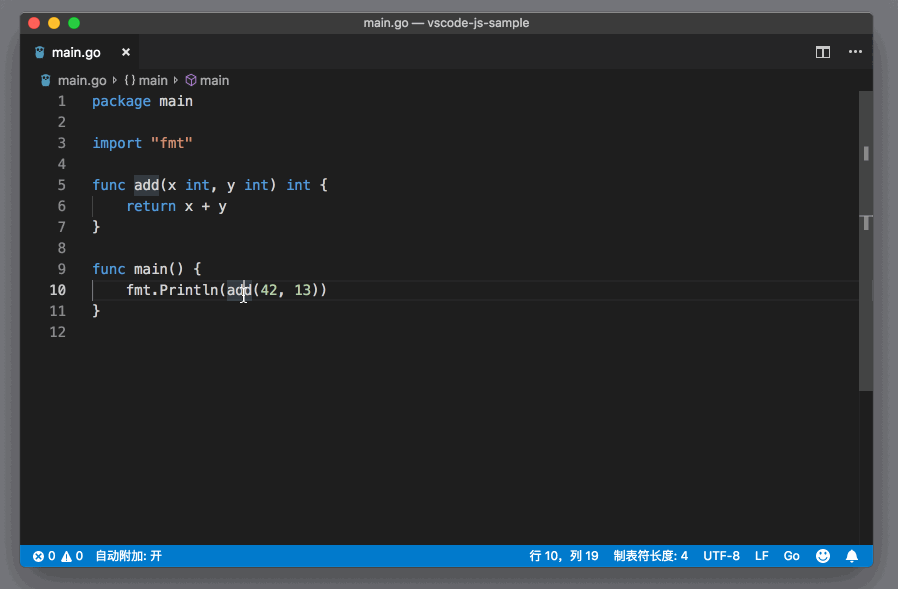 main.go — vscode-js-sample
main.go ×
main.go ▹ {} main ▹ main
1 package main
2
3 import "fmt"
4
5 func add(x int, y int) int {
6     return x + y
7 }
8
9 func main() {
10     fmt.Println(add(42, 13))
11 }
12
0 0 自动附加: 开 行 10，列 19 制表符长度: 4 UTF-8 LF Go